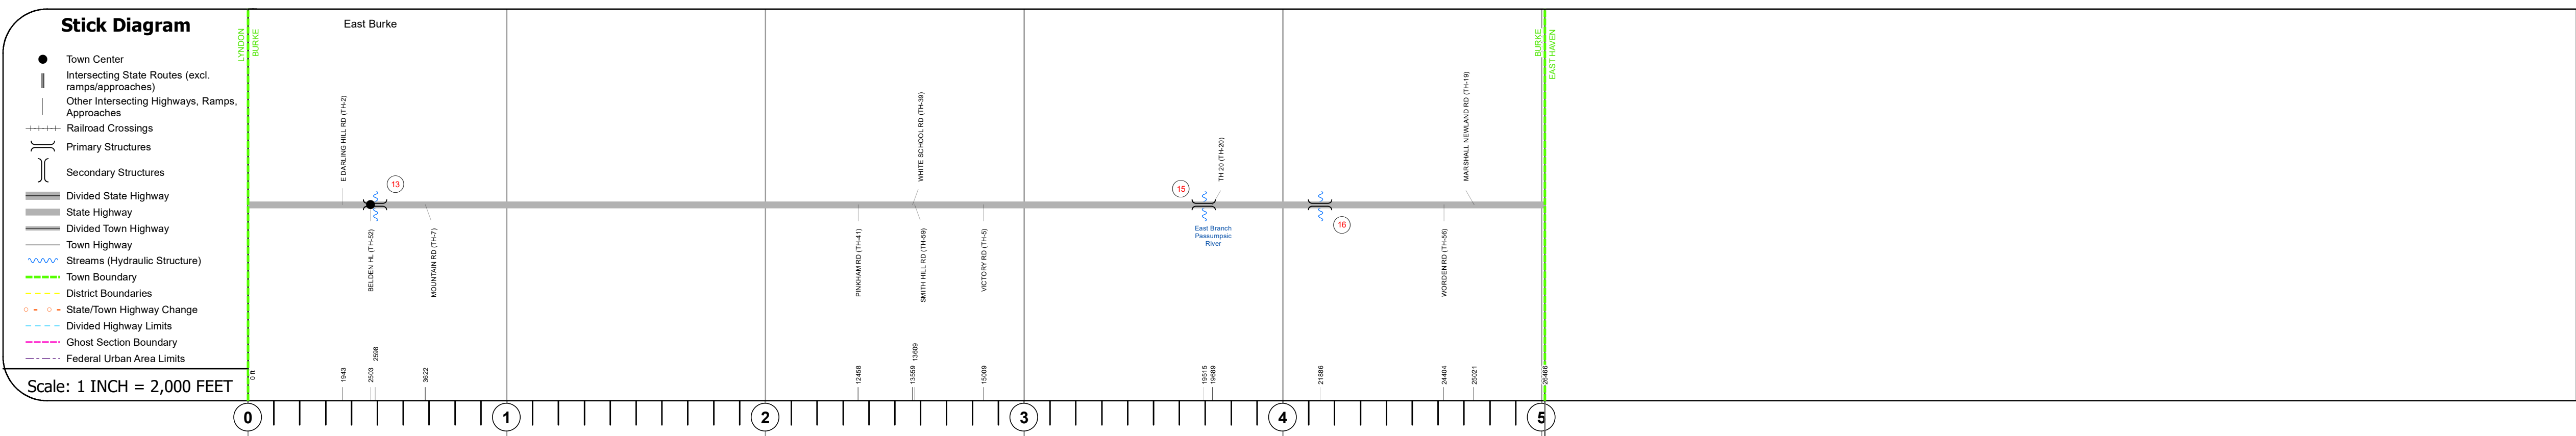 Stick Diagram
Town Center
Intersecting State Routes (excl.
ramps/approaches)
Other Intersecting Highways, Ramps,
Approaches
Railroad Crossings
Primary Structures
Secondary Structures
Divided State Highway
State Highway
Divided Town Highway
Town Highway
Streams (Hydraulic Structure)
Town Boundary
District Boundaries
State/Town Highway Change
Divided Highway Limits
Ghost Section Boundary
Federal Urban Area Limits
Scale: 1 INCH = 2,000 FEET
LYNDON
BURKE
East Burke
BURKE
EAST HAVEN
E DARLING HILL RD (TH-2)
WHITE SCHOOL RD (TH-39)
TH 20 (TH-20)
MARSHALL NEWLAND RD (TH-19)
13
15
16
BELDEN HL (TH-52)
MOUNTAIN RD (TH-7)
PINKHAM RD (TH-41)
SMITH HILL RD (TH-59)
VICTORY RD (TH-5)
East Branch
Passumpsic
River
WORDEN RD (TH-56)
0 ft
1943
2503
2598
3622
12458
13559
13609
15009
19515
19689
21886
24404
25021
26466
0
1
2
3
4
5